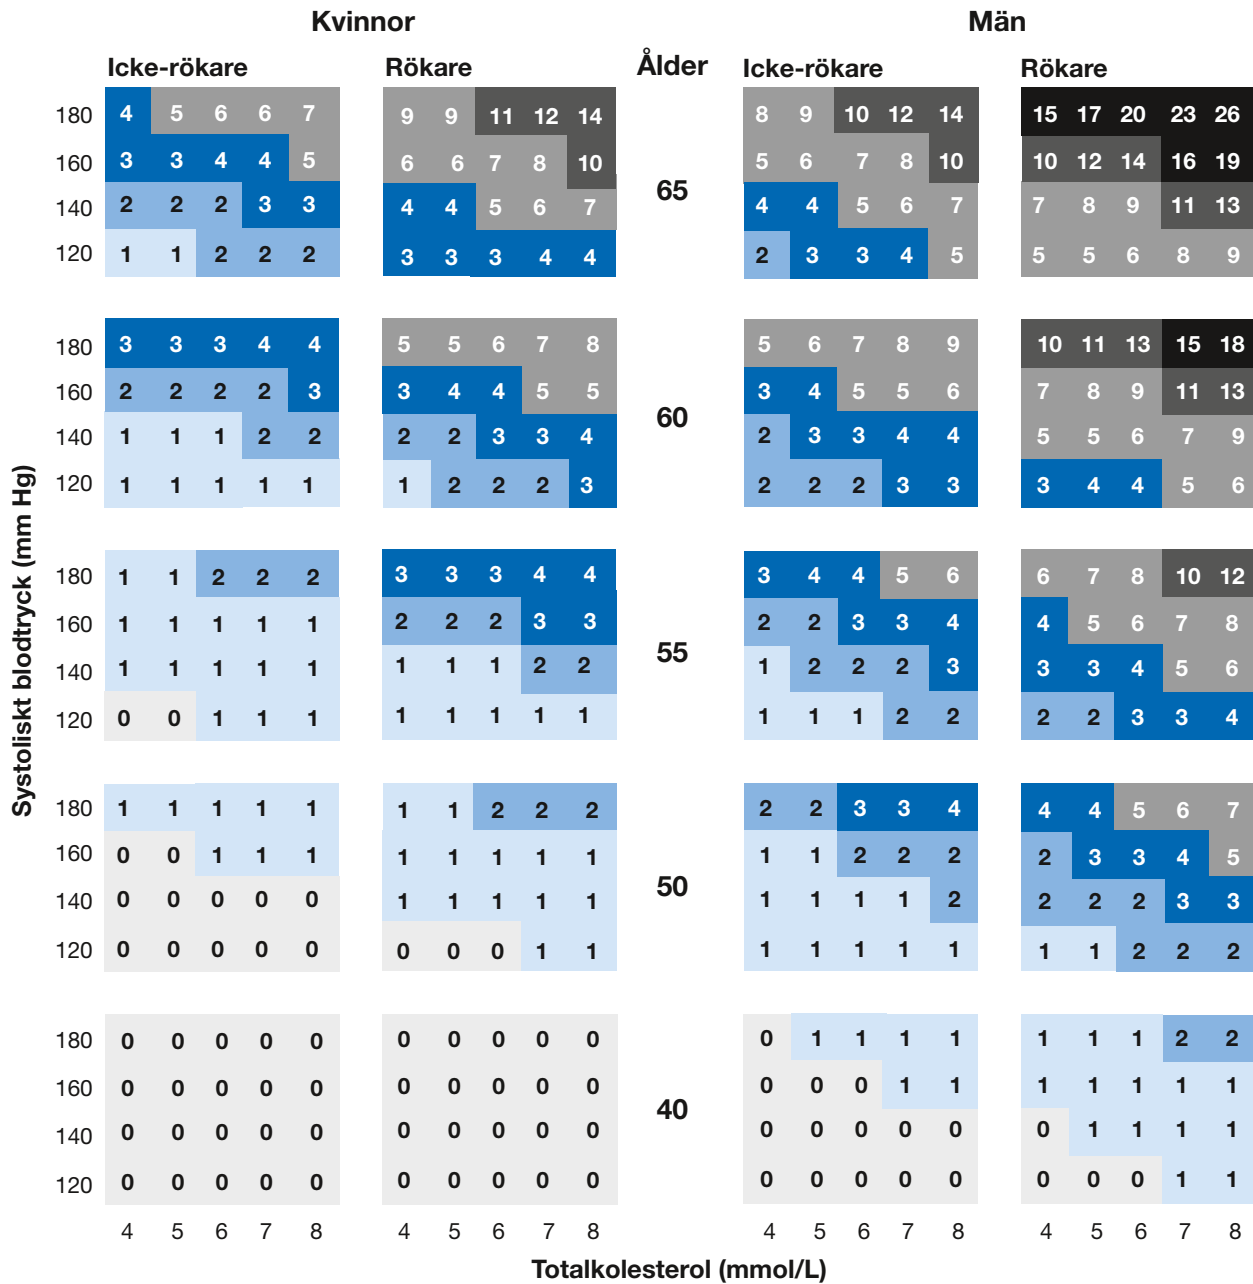 Kvinnor Män
Icke-rökare Rökare Ålder Icke-rökare Rökare
180 4 5 6 6 7 9 9 11 12 14 8 9 10 12 14 15 17 20 23 26
160 3 3 4 4 5 6 6 7 8 10 5 6 7 8 10 10 12 14 16 19
65
140 2 2 2 3 3 4 4 5 6 7 4 4 5 6 7 7 8 9 11 13
120 1 1 2 2 2 3 3 3 4 4 2 3 3 4 5 5 5 6 8 9
180 3 3 3 4 4 5 5 6 7 8 5 6 7 8 9 10 11 13 15 18
160 2 2 2 2 3 3 4 4 5 5 3 4 5 5 6 7 8 9 11 13
60
140 1 1 1 2 2 2 2 3 3 4 2 3 3 4 4 5 5 6 7 9
120 1 1 1 1 1 1 2 2 2 3 2 2 2 3 3 3 4 4 5 6
Systoliskt blodtryck (mm Hg)
180 1 1 2 2 2 3 3 3 4 4 3 4 4 5 6 6 7 8 10 12
160 1 1 1 1 1 2 2 2 3 3 2 2 3 3 4 4 5 6 7 8
55
140 1 1 1 1 1 1 1 1 2 2 1 2 2 2 3 3 3 4 5 6
120 0 0 1 1 1 1 1 1 1 1 1 1 1 2 2 2 2 3 3 4
180 1 1 1 1 1 1 1 2 2 2 2 2 3 3 4 4 4 5 6 7
160 0 0 1 1 1 1 1 1 1 1 1 1 2 2 2 2 3 3 4 5
50
140 0 0 0 0 0 1 1 1 1 1 1 1 1 1 2 2 2 2 3 3
120 0 0 0 0 0 0 0 0 1 1 1 1 1 1 1 1 1 2 2 2
180 0 0 0 0 0 0 0 0 0 0 0 1 1 1 1 1 1 1 2 2
160 0 0 0 0 0 0 0 0 0 0 0 0 0 1 1 1 1 1 1 1
40
140 0 0 0 0 0 0 0 0 0 0 0 0 0 0 0 0 1 1 1 1
120 0 0 0 0 0 0 0 0 0 0 0 0 0 0 0 0 0 0 1 1
4 5 6 7 8 4 5 6 7 8 4 5 6 7 8 4 5 6 7 8
Totalkolesterol (mmol/L)